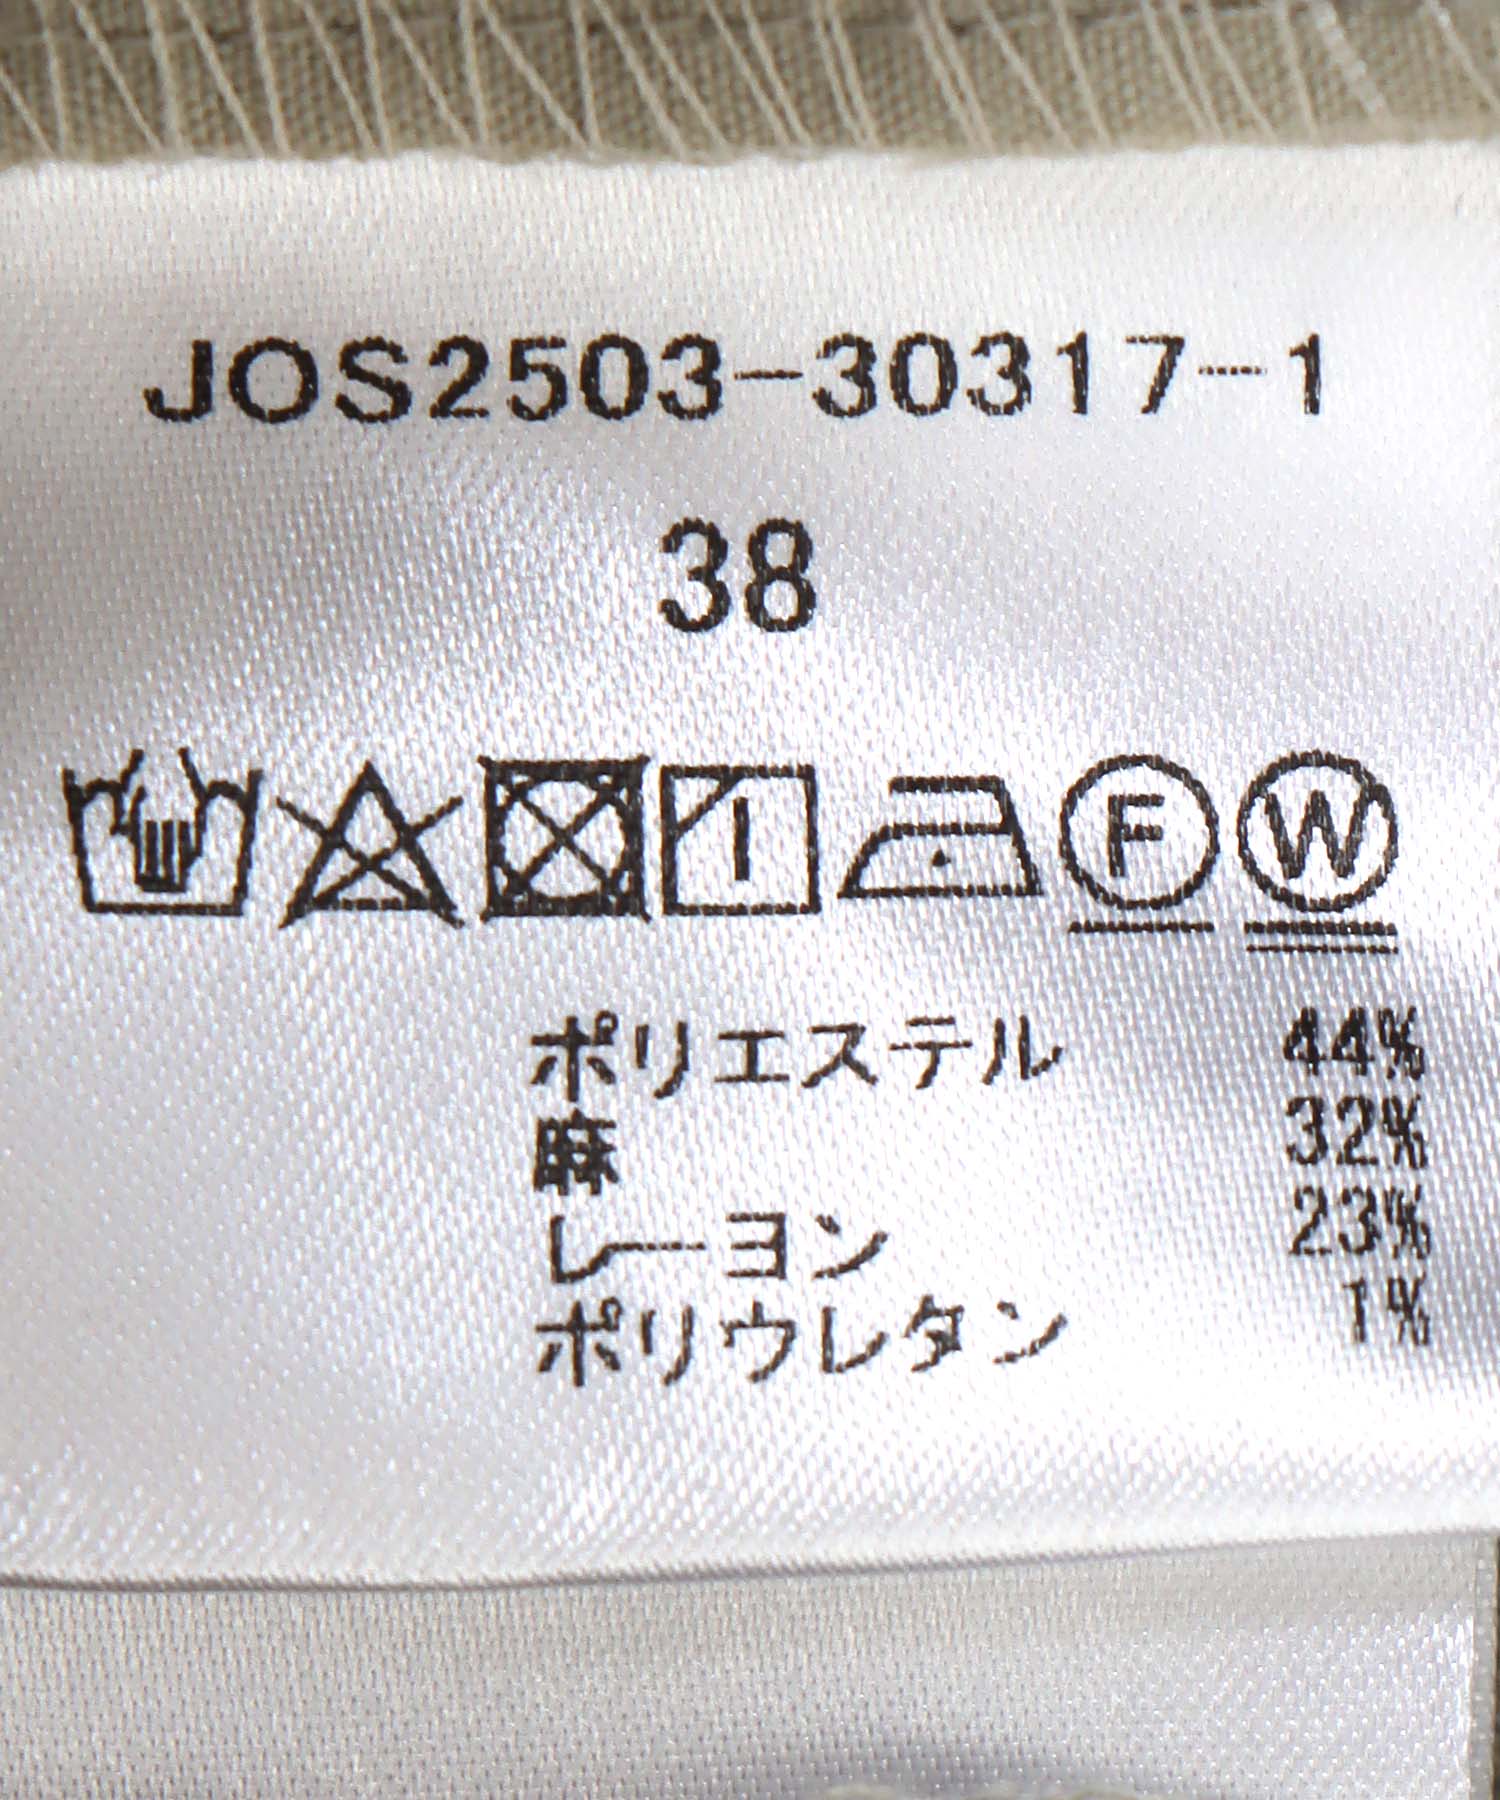 JOS2503-30317-1
38
F W
ポリエステル 44%
麻 32%
レーヨン 23%
ポリウレタン 1%